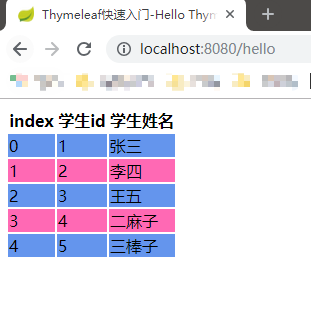 Thymeleaf快速入门-Hello Thym
localhost:8080/hello
index 学生id 学生姓名
0 1 张三
1 2 李四
2 3 王五
3 4 二麻子
4 5 三棒子